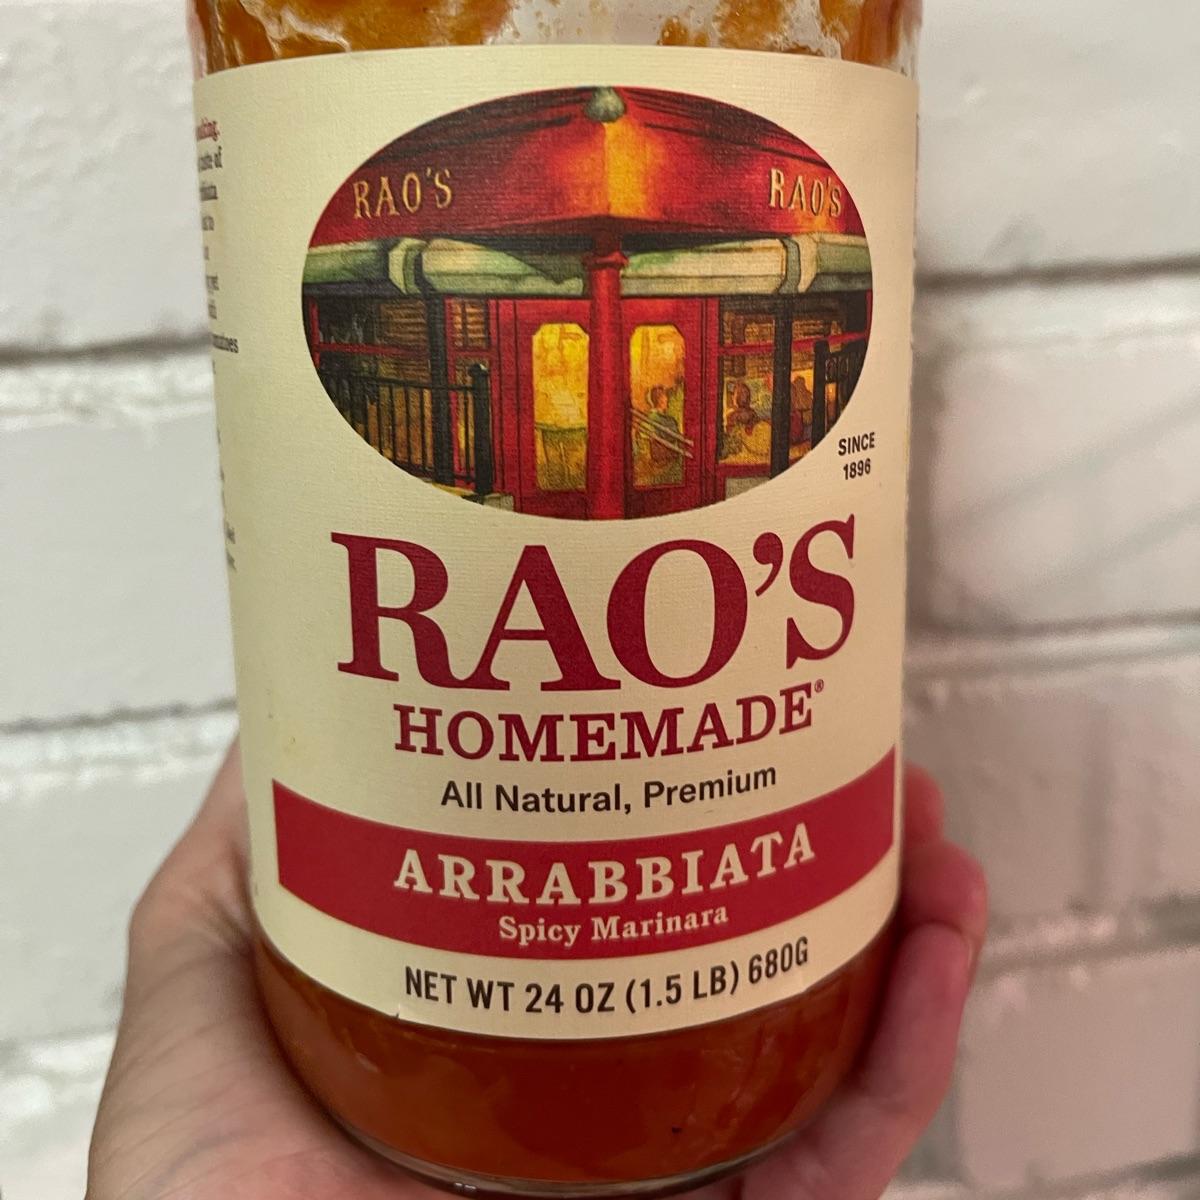 RAO'S RAO'S
SINCE
1896
RAO'S
HOMEMADE®
All Natural, Premium
ARRABBIATA
Spicy Marinara
NET WT 24 OZ (1.5 LB) 680G